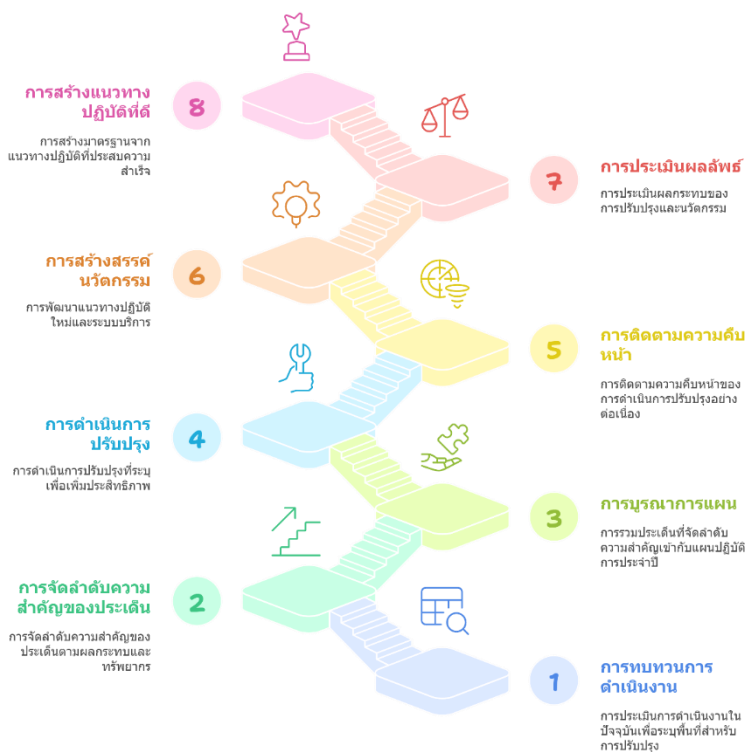 การสร้างแนวทาง
ปฏิบัติที่ดี
8
การสร้างมาตรฐานจาก
แนวทางปฏิบัติที่ประสบความ
สำเร็จ
7
การประเมินผลลัพธ์
การประเมินผลกระทบของ
การปรับปรุงและนวัตกรรม
การสร้างสรรค์
นวัตกรรม
6
การพัฒนาแนวทางปฏิบัติ
ใหม่และระบบบริการ
5
การติดตามความคืบ
หน้า
การติดตามความคืบหน้าของ
การดำเนินการปรับปรุงอย่าง
ต่อเนื่อง
การดำเนินการ
ปรับปรุง
4
การดำเนินการปรับปรุงที่ระบุ
เพื่อเพิ่มประสิทธิภาพ
3
การบูรณาการแผน
การรวมประเด็นที่จัดลำดับ
ความสำคัญเข้ากับแผนปฏิบัติ
การประจำปี
การจัดลำดับความ
สำคัญของประเด็น
2
การจัดลำดับความสำคัญของ
ประเด็นตามผลกระทบและ
ทรัพยากร
1
การทบทวนการ
ดำเนินงาน
การประเมินการดำเนินงานใน
ปัจจุบันเพื่อระบุพื้นที่สำหรับ
การปรับปรุง